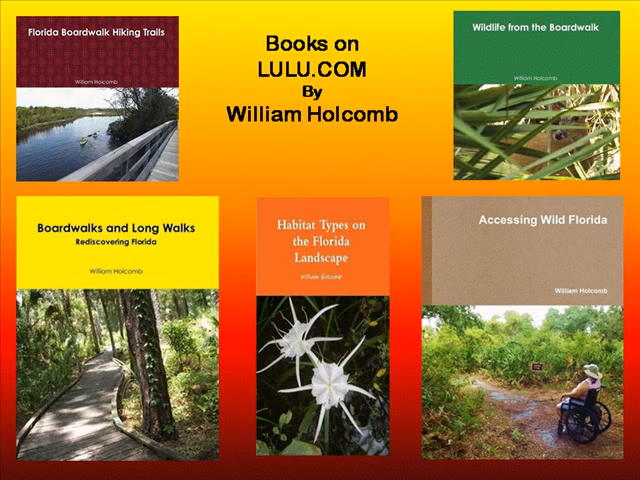 Florida Boardwalk Hiking Trails
William Holcomb
Books on
LULU.COM
By
William Holcomb
Wildlife from the Boardwalk
William Holcomb
Boardwalks and Long Walks
Rediscovering Florida
William Holcomb
Habitat Types on
the Florida
Landscape
William Holcomb
Accessing Wild Florida
William Holcomb